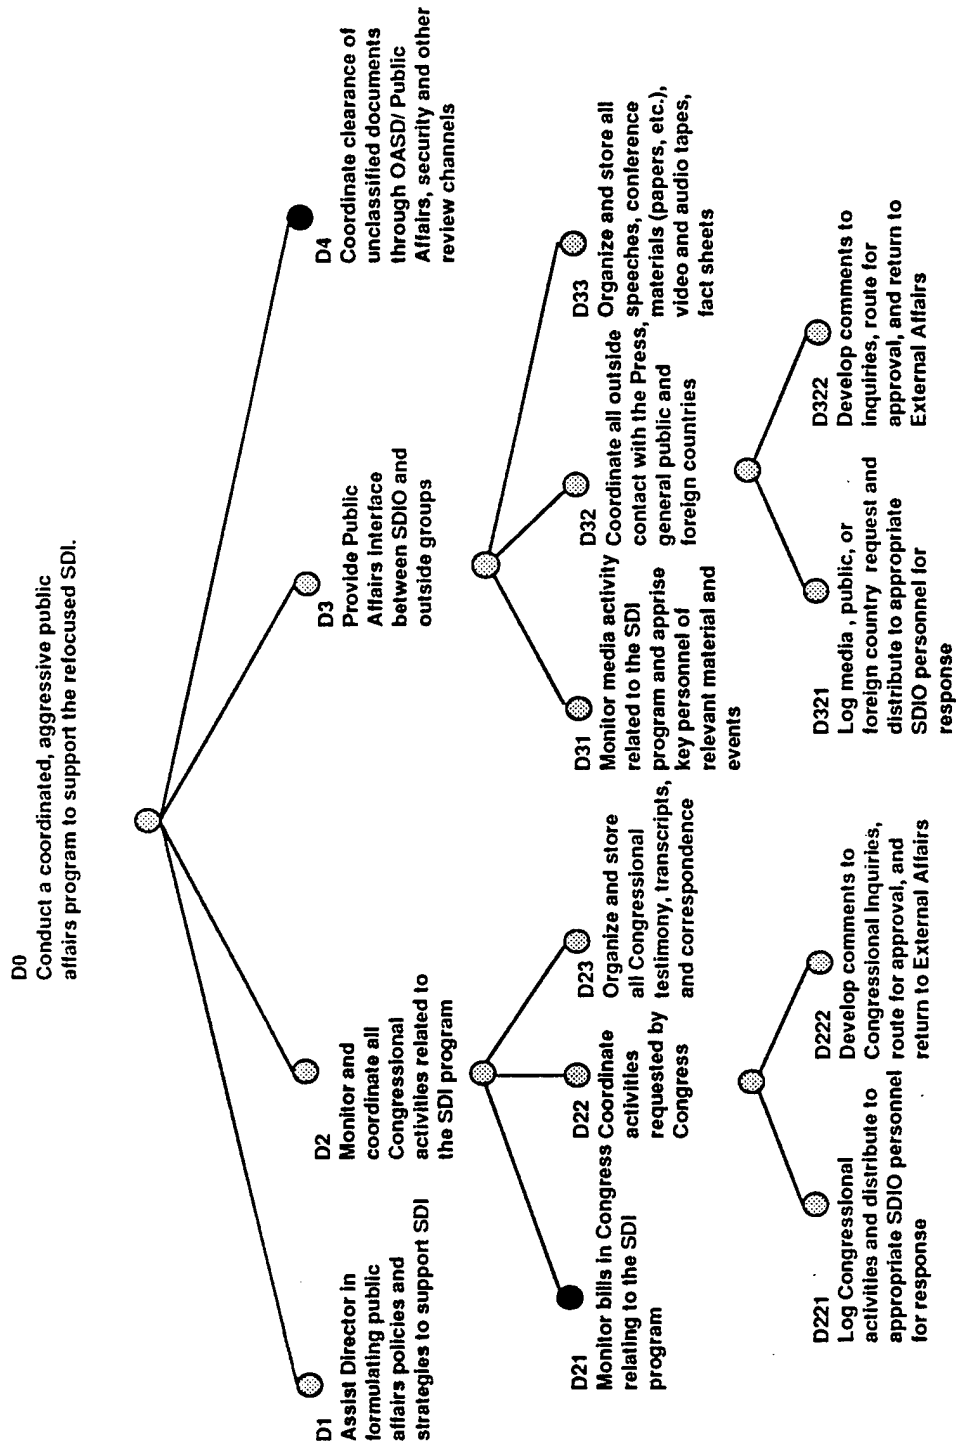 D0
Conduct a coordinated, aggressive public
affairs program to support the refocused SDI.
D1
Assist Director in
formulating public
affairs policies and
strategies to support SDI
D2
Monitor and
coordinate all
Congressional
activities related to
the SDI program
D3
Provide Public
Affairs Interface
between SDIO and
outside groups
D4
Coordinate clearance of
unclassified documents
through OASD/ Public
Affairs, security and other
review channels
D21
Monitor bills in Congress
relating to the SDI
program
D22
Coordinate
activities
requested by
Congress
D23
Organize and store
all Congressional
testimony, transcripts,
and correspondence
D31
Monitor media activity
related to the SDI
program and apprise
key personnel of
relevant material and
events
D32
Coordinate all outside
contact with the Press,
general public and
foreign countries
D33
Organize and store all
speeches, conference
materials (papers, etc.),
video and audio tapes,
fact sheets
D221
Log Congressional
activities and distribute to
appropriate SDIO personnel
for response
D222
Develop comments to
Congressional Inquiries,
route for approval, and
return to External Affairs
D321
Log media , public, or
foreign country request and
distribute to appropriate
SDIO personnel for
response
D322
Develop comments to
inquiries, route for
approval, and return to
External Affairs